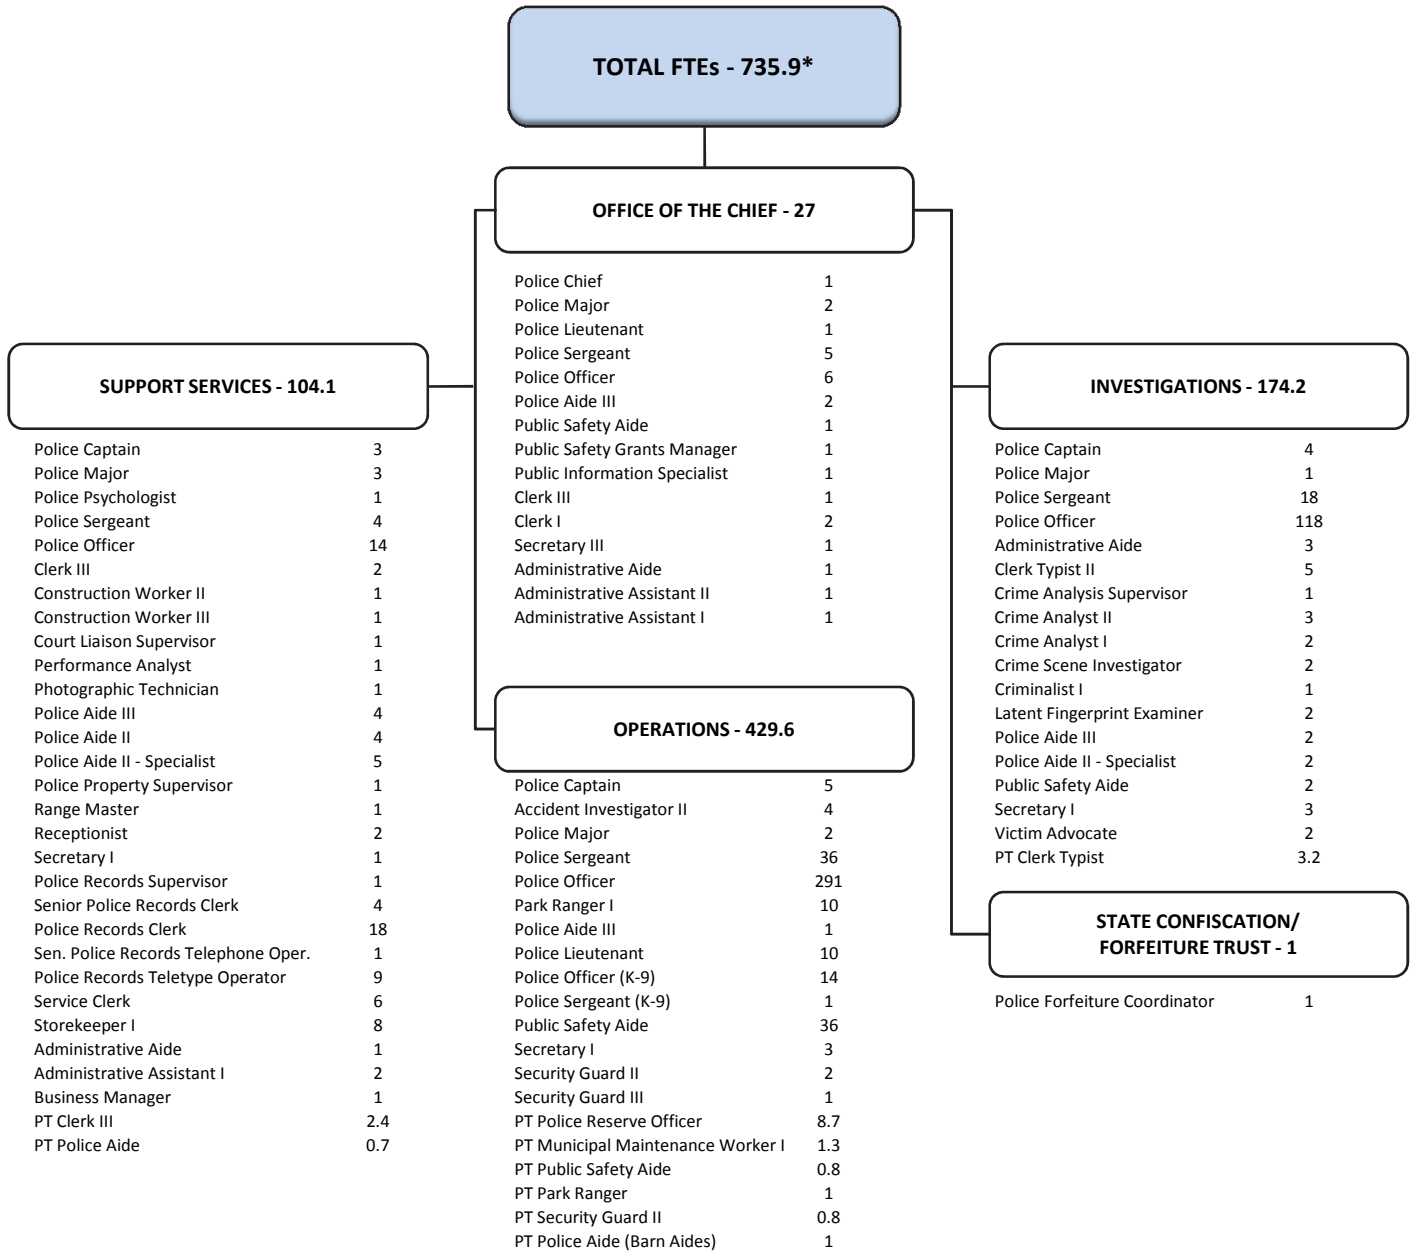 TOTAL FTEs - 735.9*
OFFICE OF THE CHIEF - 27
Police Chief 1
Police Major 2
Police Lieutenant 1
Police Sergeant 5
Police Officer 6
Police Aide III 2
Public Safety Aide 1
Public Safety Grants Manager 1
Public Information Specialist 1
Clerk III 1
Clerk I 2
Secretary III 1
Administrative Aide 1
Administrative Assistant II 1
Administrative Assistant I 1
SUPPORT SERVICES - 104.1
Police Captain 3
Police Major 3
Police Psychologist 1
Police Sergeant 4
Police Officer 14
Clerk III 2
Construction Worker II 1
Construction Worker III 1
Court Liaison Supervisor 1
Performance Analyst 1
Photographic Technician 1
Police Aide III 4
Police Aide II 4
Police Aide II - Specialist 5
Police Property Supervisor 1
Range Master 1
Receptionist 2
Secretary I 1
Police Records Supervisor 1
Senior Police Records Clerk 4
Police Records Clerk 18
Sen. Police Records Telephone Oper. 1
Police Records Teletype Operator 9
Service Clerk 6
Storekeeper I 8
Administrative Aide 1
Administrative Assistant I 2
Business Manager 1
PT Clerk III 2.4
PT Police Aide 0.7
OPERATIONS - 429.6
Police Captain 5
Accident Investigator II 4
Police Major 2
Police Sergeant 36
Police Officer 291
Park Ranger I 10
Police Aide III 1
Police Lieutenant 10
Police Officer (K-9) 14
Police Sergeant (K-9) 1
Public Safety Aide 36
Secretary I 3
Security Guard II 2
Security Guard III 1
PT Police Reserve Officer 8.7
PT Municipal Maintenance Worker I 1.3
PT Public Safety Aide 0.8
PT Park Ranger 1
PT Security Guard II 0.8
PT Police Aide (Barn Aides) 1
INVESTIGATIONS - 174.2
Police Captain 4
Police Major 1
Police Sergeant 18
Police Officer 118
Administrative Aide 3
Clerk Typist II 5
Crime Analysis Supervisor 1
Crime Analyst II 3
Crime Analyst I 2
Crime Scene Investigator 2
Criminalist I 1
Latent Fingerprint Examiner 2
Police Aide III 2
Police Aide II - Specialist 2
Public Safety Aide 2
Secretary I 3
Victim Advocate 2
PT Clerk Typist 3.2
STATE CONFISCATION/
FORFEITURE TRUST - 1
Police Forfeiture Coordinator 1